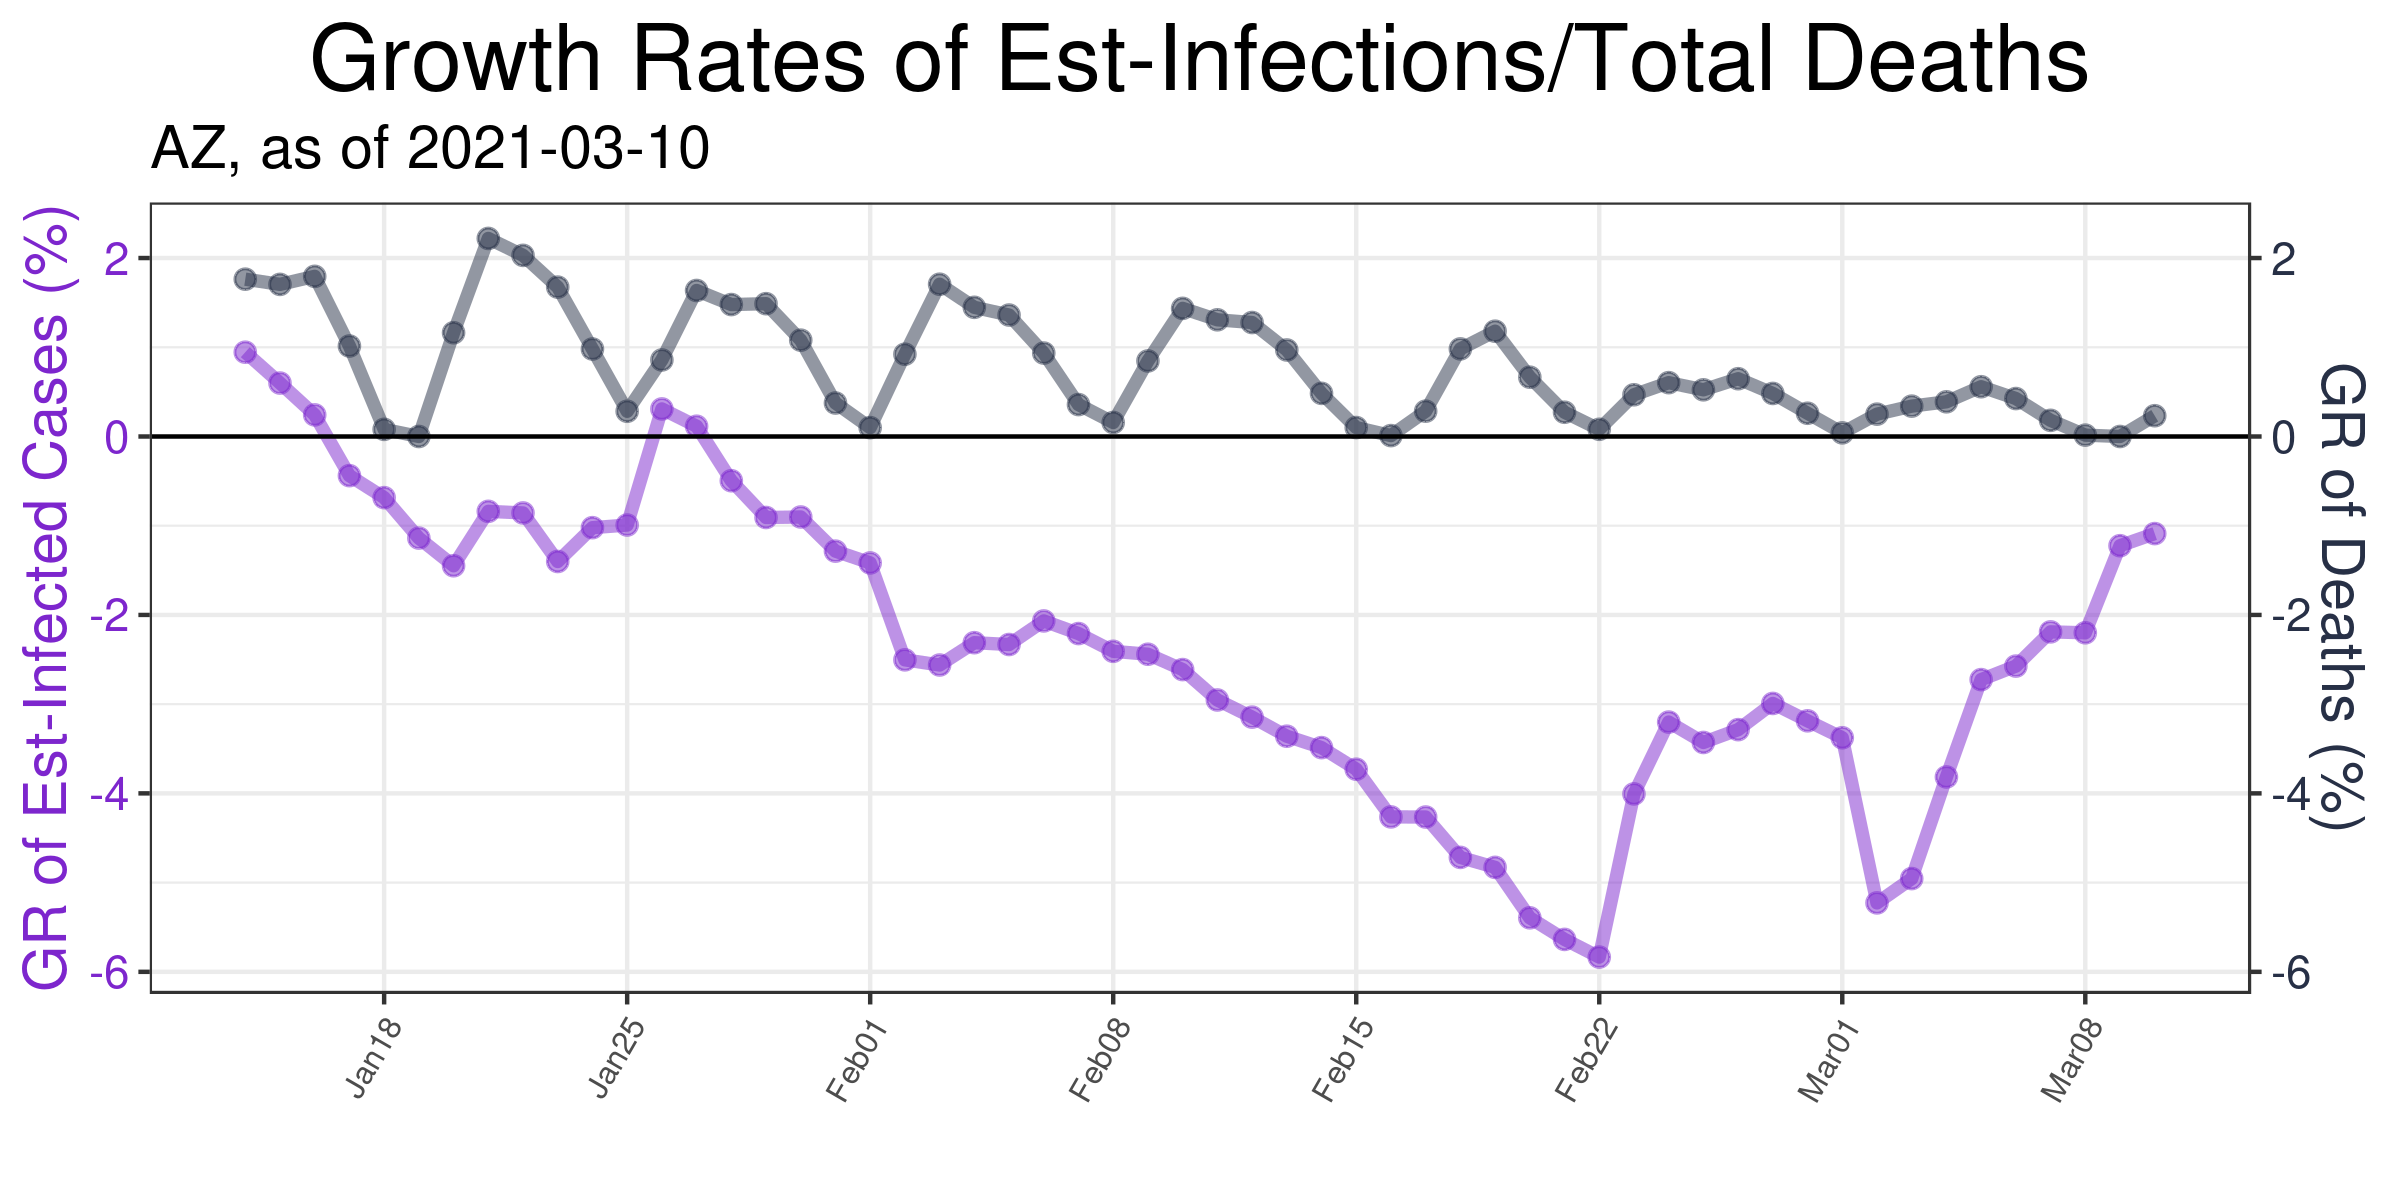 Growth Rates of Est-Infections/Total Deaths
AZ, as of 2021-03-10
GR of Est-Infected Cases (%)
2
0
-2
-4
-6
2
0
-2
-4
-6
GR of Deaths (%)
Jan18
Jan25
Feb01
Feb08
Feb15
Feb22
Mar01
Mar08